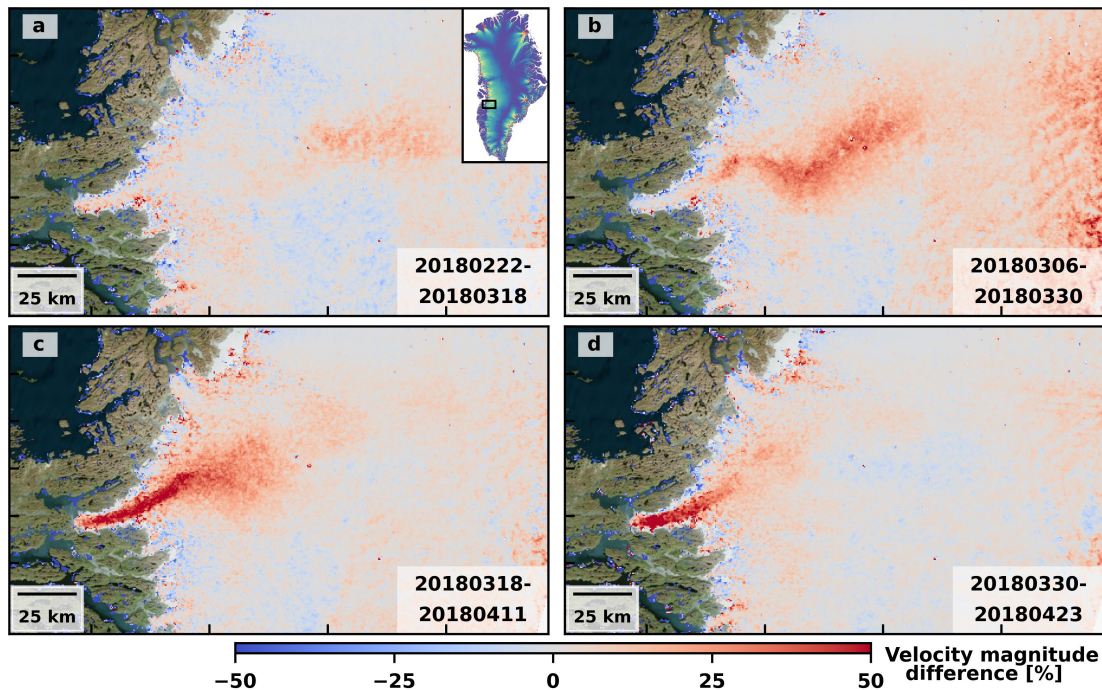 a
20180222-
20180318
25 km
b
20180306-
20180330
25 km
c
20180318-
20180411
25 km
d
20180330-
20180423
25 km
−50
−25
0
25
50
Velocity magnitude
difference [%]